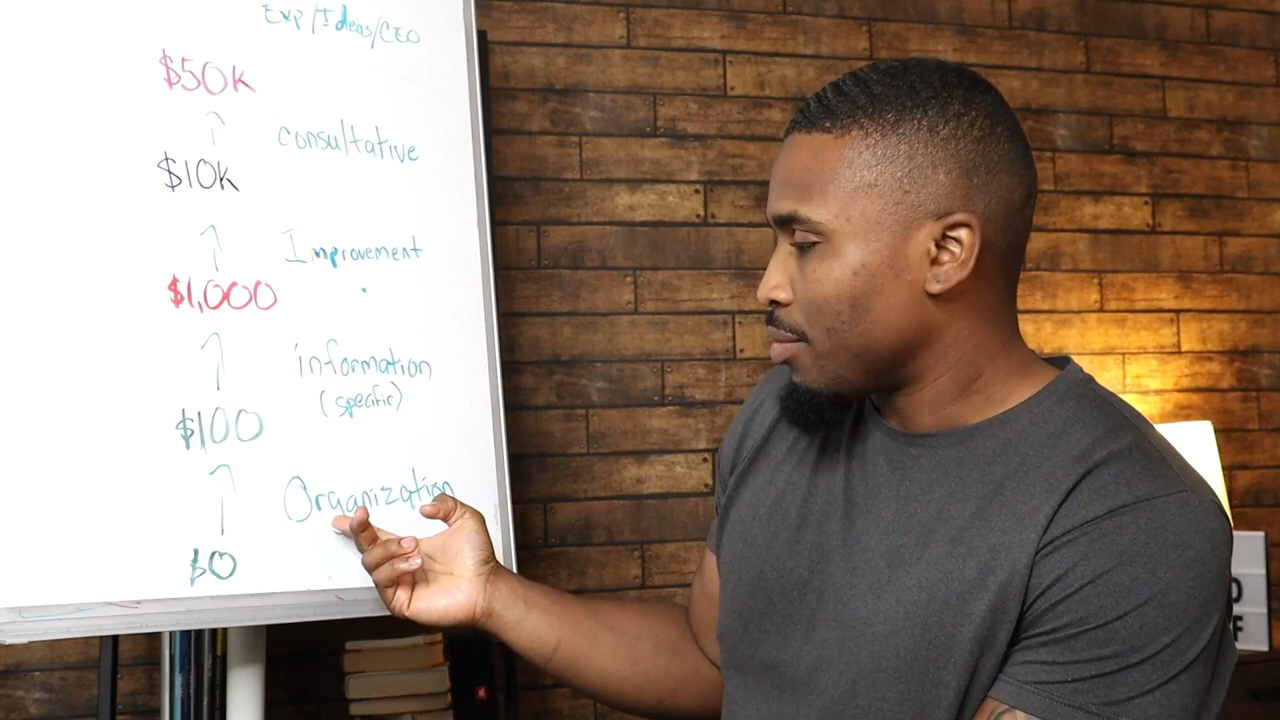 Exp/Ideas/CEO
$50K
consultative
$10K
Improvement
$1,000
information
(specific)
$100
Organization
$0
O
F